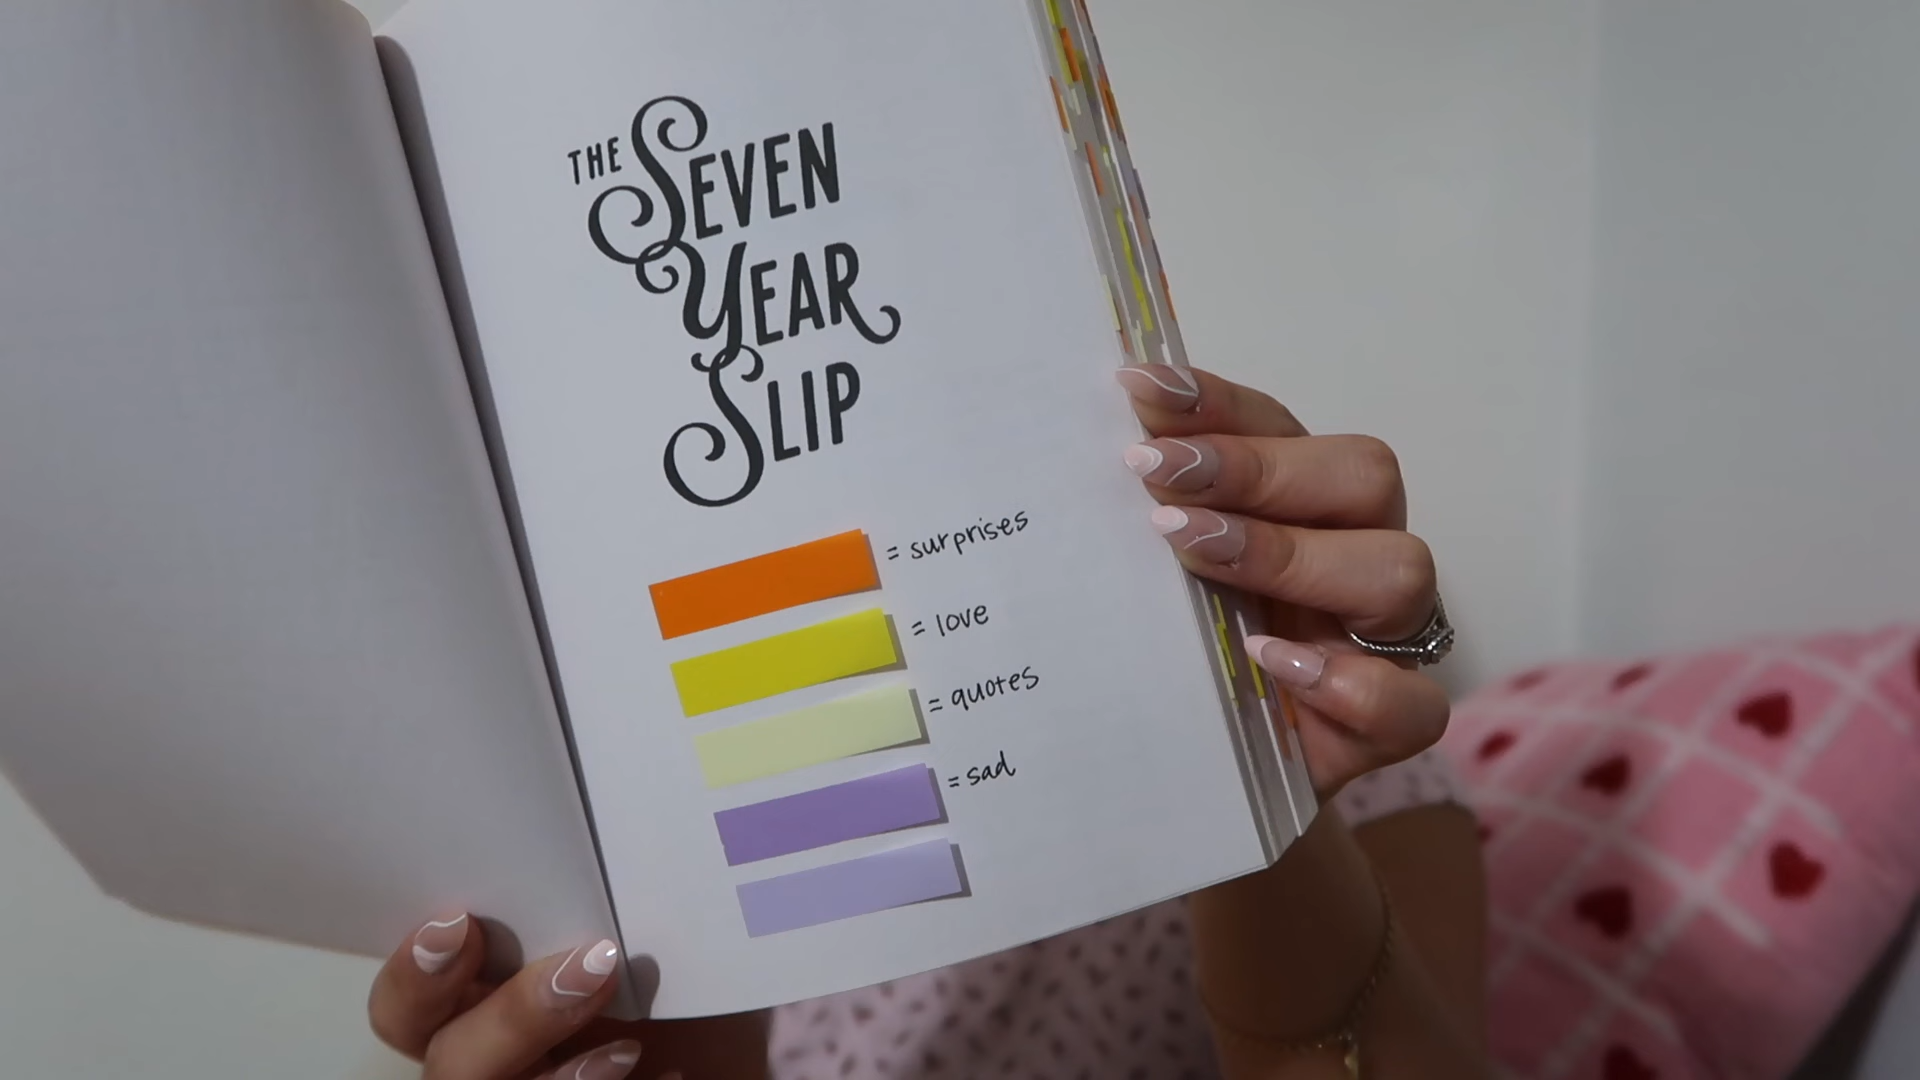 THE SEVEN
YEAR
SLIP
= surprises
= love
= quotes
= sad